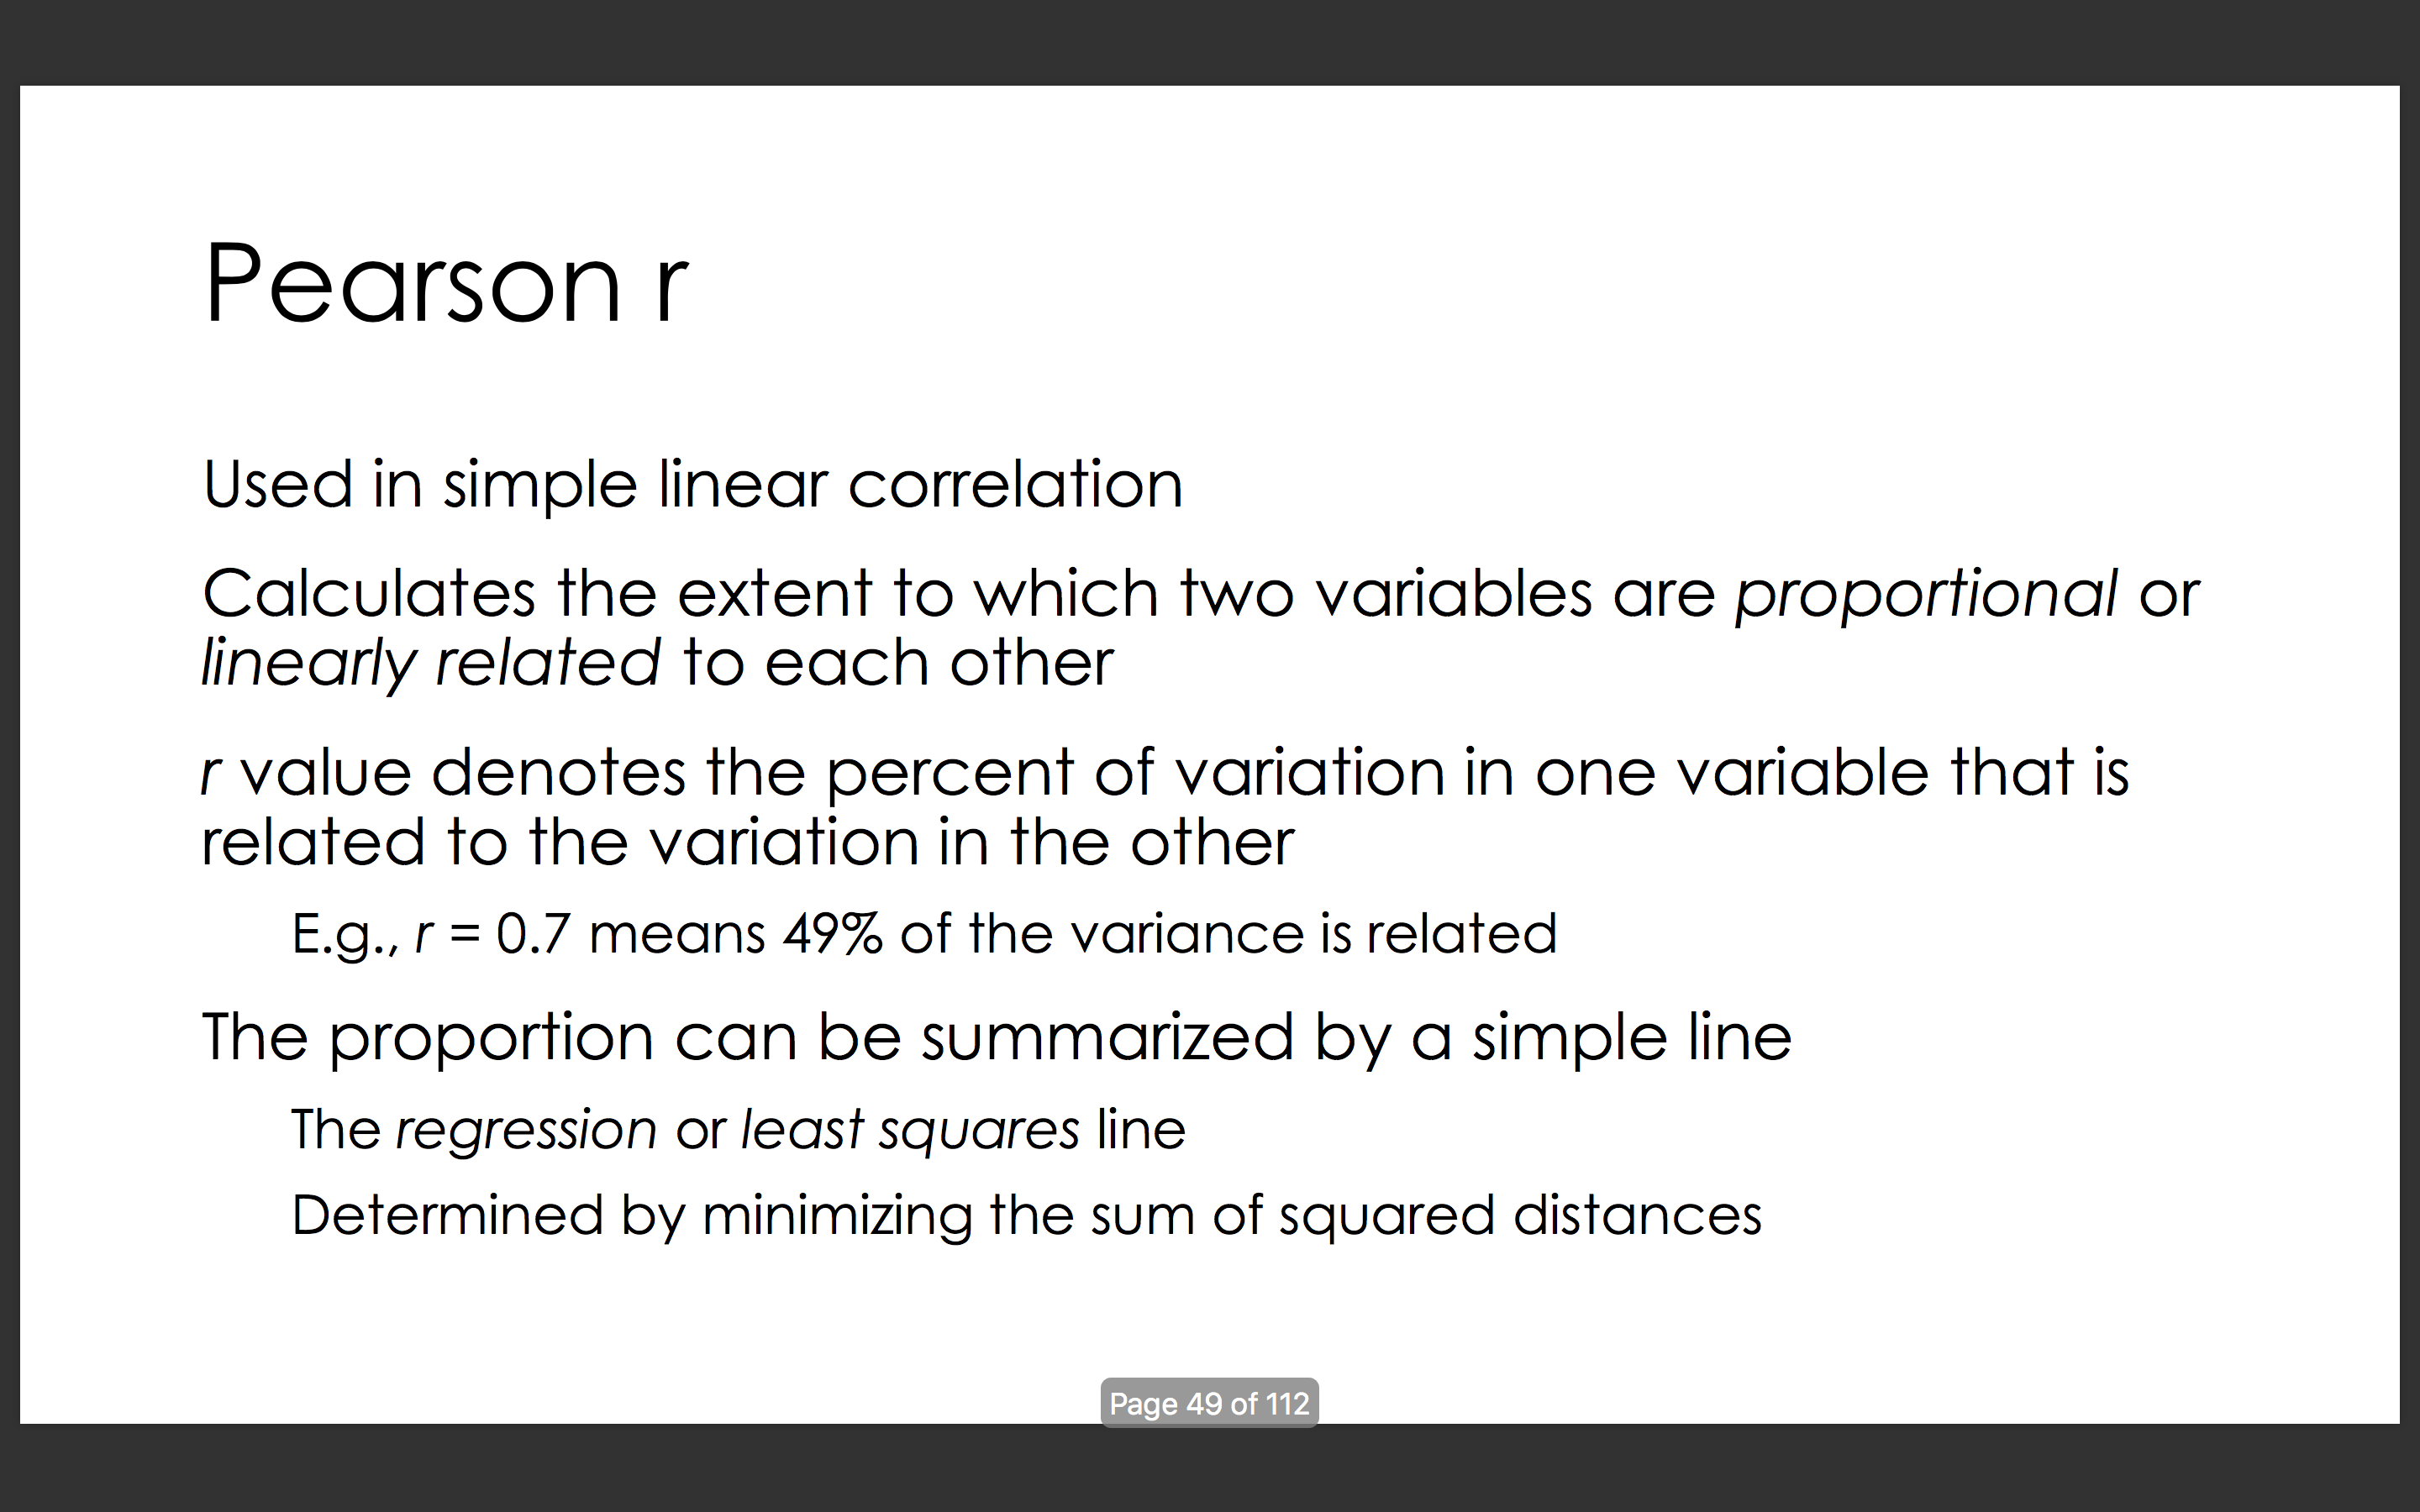 Pearson r
Used in simple linear correlation
Calculates the extent to which two variables are proportional or
linearly related to each other
r value denotes the percent of variation in one variable that is
related to the variation in the other
E.g., r = 0.7 means 49% of the variance is related
The proportion can be summarized by a simple line
The regression or least squares line
Determined by minimizing the sum of squared distances
Page 49 of 112